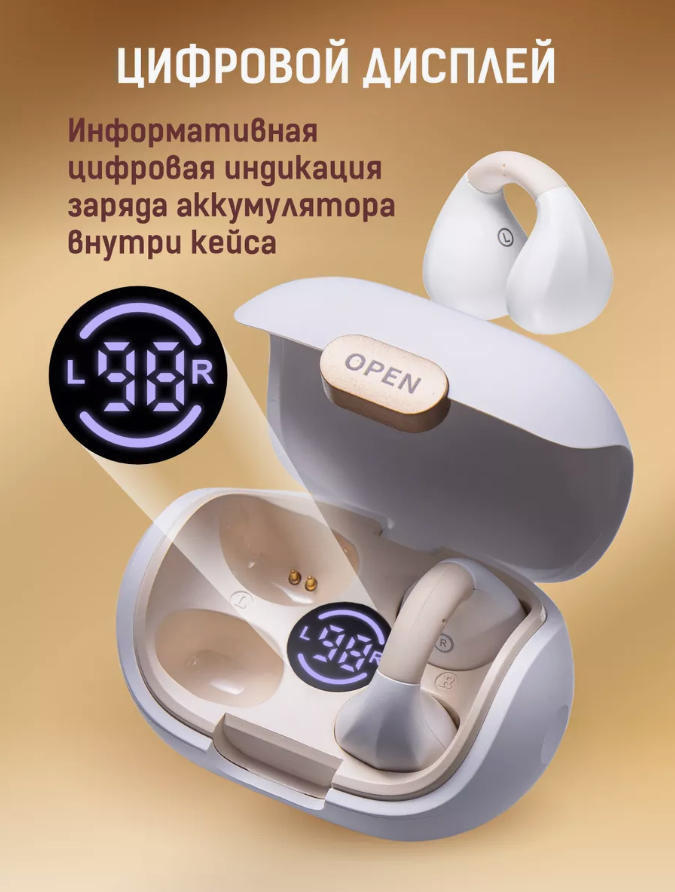 ЦИФРОВОЙ ДИСПЛЕЙ
Информативная
цифровая индикация
заряда аккумулятора
внутри кейса
L
OPEN
L 98 R
L
L 98 R
R
R